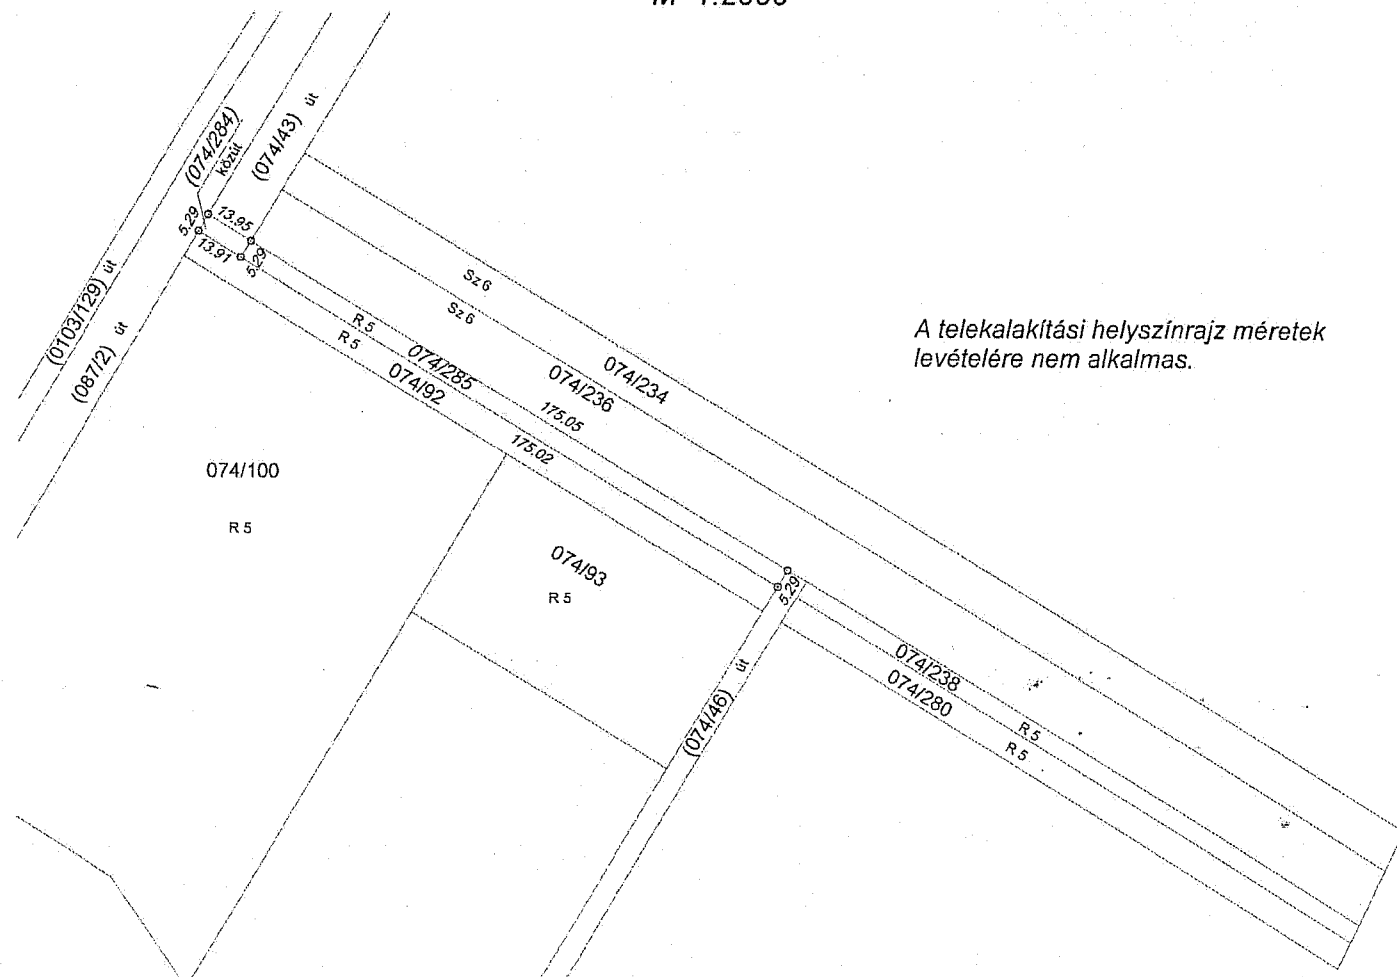 (074/284)
közút
(074/43) út
5.29
13.95
13.91
5.29
(0103/129) út
(087/2) út
Sz 6
Sz 6
R 5
R 5
074/285
074/92
074/236
074/234
175.05
175.02
A telekalakítási helyszínrajz méretek
levételére nem alkalmas.
074/100
R 5
074/93
R 5
5.29
(074/46) út
074/238
074/280
R 5
R 5